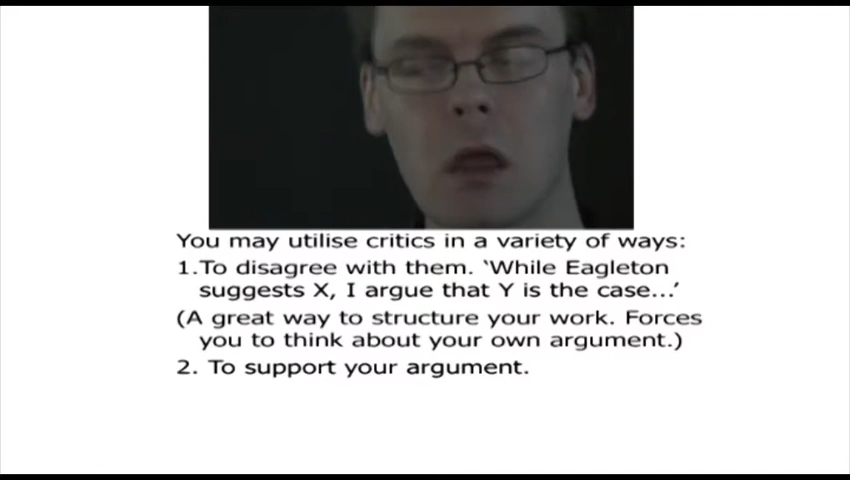 You may utilise critics in a variety of ways:
1.To disagree with them. ‘While Eagleton
suggests X, I argue that Y is the case...’
(A great way to structure your work. Forces
you to think about your own argument.)
2. To support your argument.